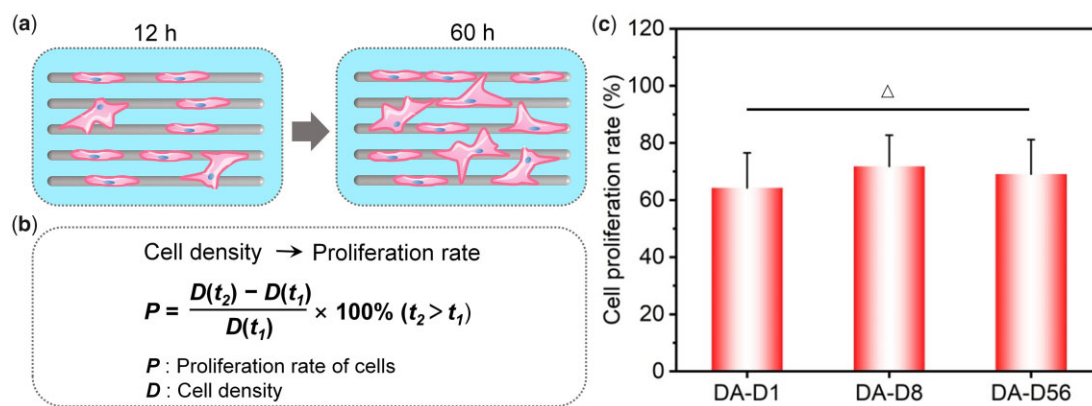 (a)
12 h
60 h
(b)
Cell density → Proliferation rate
P = D(t2) − D(t1) / D(t1) × 100% (t2 > t1)
P : Proliferation rate of cells
D : Cell density
(c)
Cell proliferation rate (%)
120
100
80
60
40
20
0
△
DA-D1 DA-D8 DA-D56